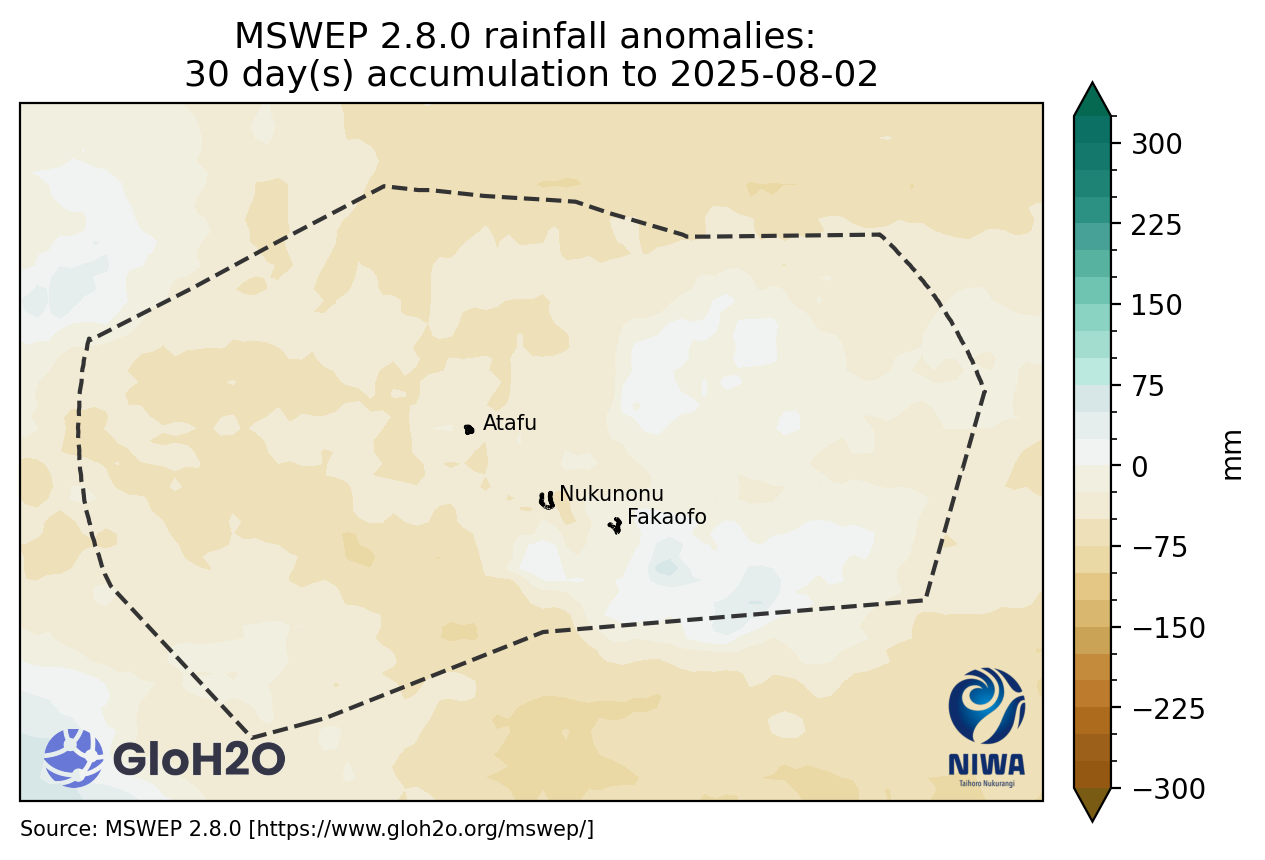 MSWEP 2.8.0 rainfall anomalies:
30 day(s) accumulation to 2025-08-02
300
225
150
75
0
−75
−150
−225
−300
mm
Atafu
Nukunonu
Fakaofo
GloH2O
NIWA
Taihoro Nukurangi
Source: MSWEP 2.8.0 [https://www.gloh2o.org/mswep/]